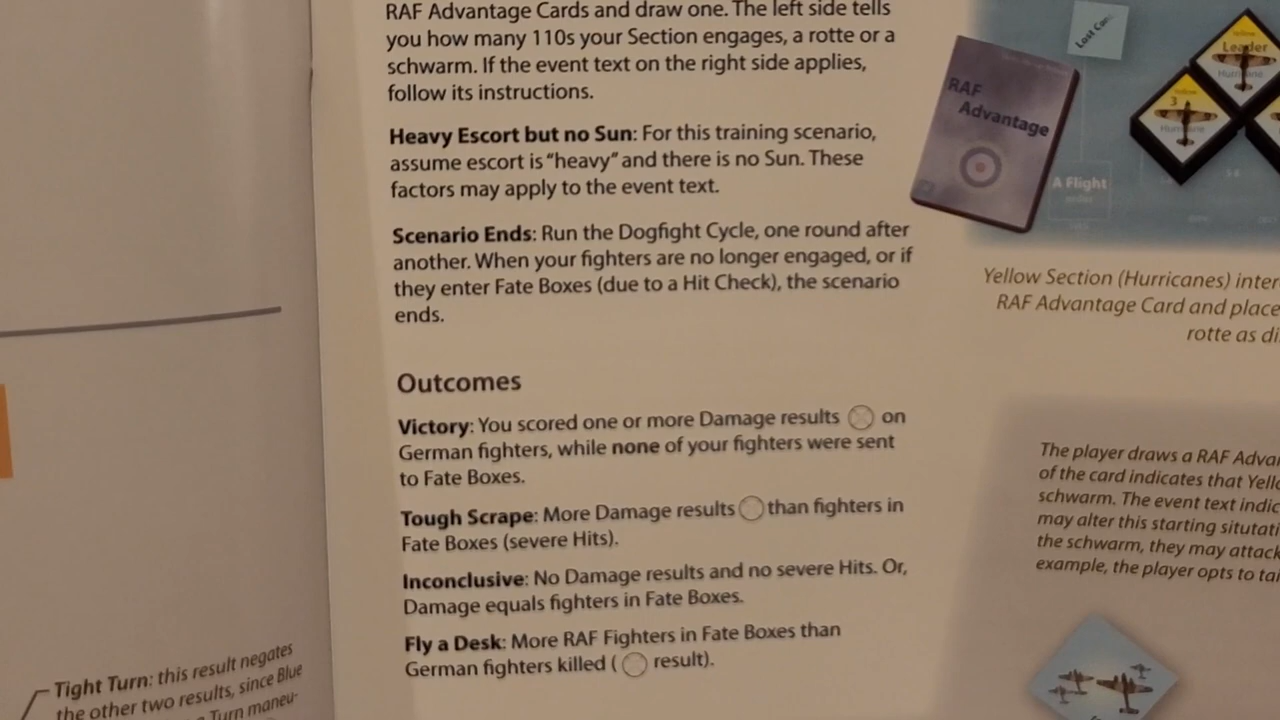 RAF Advantage Cards and draw one. The left side tells
you how many 110s your Section engages, a rotte or a
schwarm. If the event text on the right side applies,
follow its instructions.
Heavy Escort but no Sun: For this training scenario,
assume escort is "heavy" and there is no Sun. These
factors may apply to the event text.
Scenario Ends: Run the Dogfight Cycle, one round after
another. When your fighters are no longer engaged, or if
they enter Fate Boxes (due to a Hit Check), the scenario
ends.
Outcomes
Victory: You scored one or more Damage results on
German fighters, while none of your fighters were sent
to Fate Boxes.
Tough Scrape: More Damage results than fighters in
Fate Boxes (severe Hits).
Inconclusive: No Damage results and no severe Hits. Or,
Damage equals fighters in Fate Boxes.
Fly a Desk: More RAF Fighters in Fate Boxes than
German fighters killed ( result).
Tight Turn: this result negates
the other two results, since Blue
Turn maneu-
RAF
Advantage
A Flight
Yellow
Leader
Yellow
3
Yellow Section (Hurricanes) inter
RAF Advantage Card and place
rotte as di
The player draws a RAF Advan
of the card indicates that Yello
schwarm. The event text indic
may alter this starting situtati
the schwarm, they may attack
example, the player opts to tai